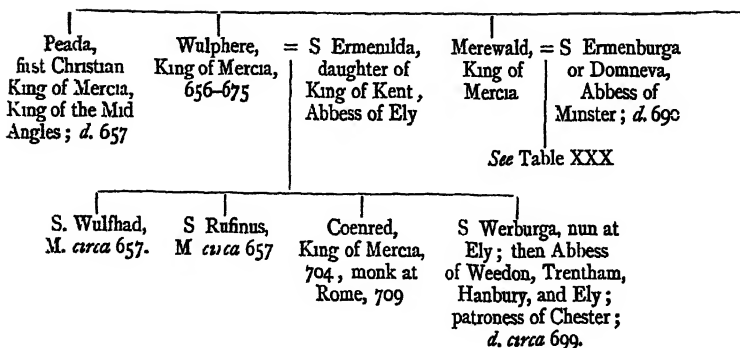 Peada,
fiist Christian
King of Mercia,
King of the Mid
Angles; d. 657
Wulphere,
King of Mercia,
656–675
= S Ermenilda,
daughter of
King of Kent,
Abbess of Ely
Merewald,
King of
Mercia
= S Ermenburga
or Domneva,
Abbess of
Minster; d. 690
See Table XXX
S. Wulfhad,
M. circa 657.
S Rufinus,
M circa 657
Coenred,
King of Mercia,
704, monk at
Rome, 709
S Werburga, nun at
Ely; then Abbess
of Weedon, Trentham,
Hanbury, and Ely;
patroness of Chester;
d. circa 699.